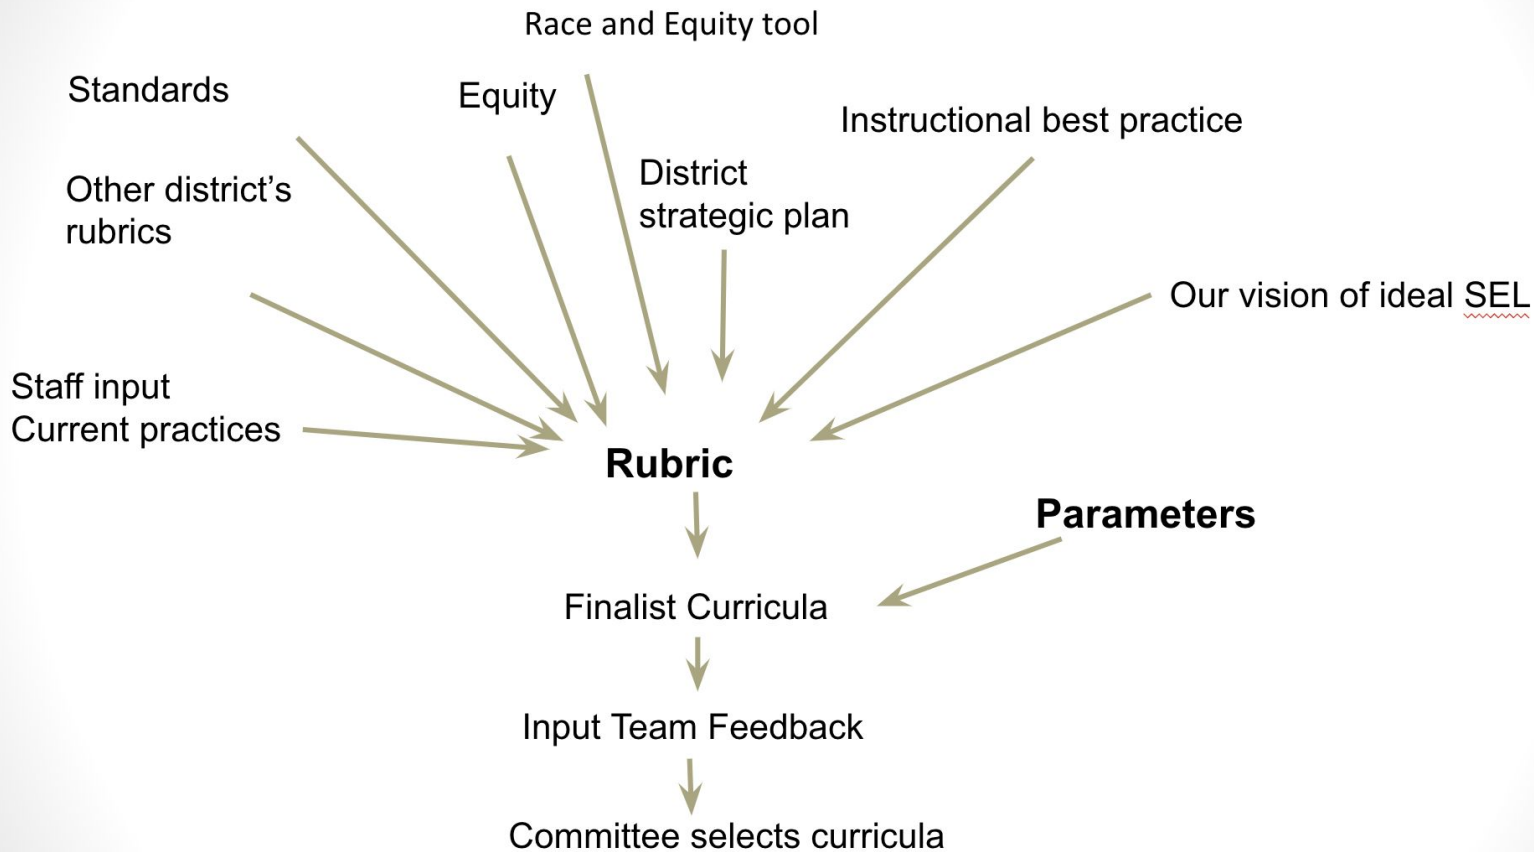 Race and Equity tool
Standards
Equity
Instructional best practice
District
strategic plan
Other district’s
rubrics
Our vision of ideal SEL
Staff input
Current practices
Rubric
Parameters
Finalist Curricula
Input Team Feedback
Committee selects curricula